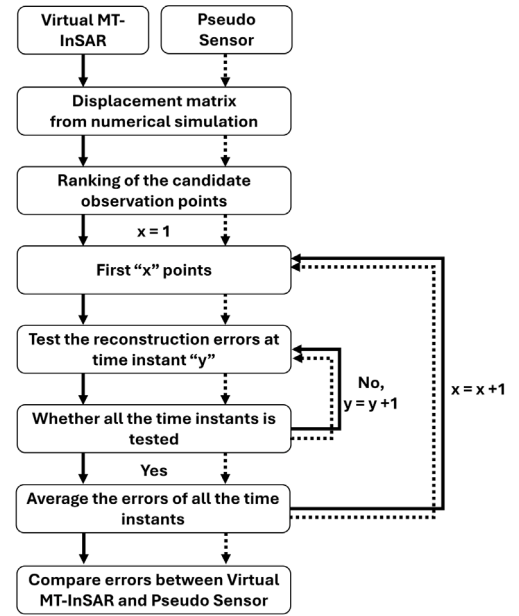 Virtual MT-
InSAR
Pseudo
Sensor
Displacement matrix
from numerical simulation
Ranking of the candidate
observation points
x = 1
First “x” points
Test the reconstruction errors at
time instant “y”
No,
y = y +1
x = x +1
Whether all the time instants is
tested
Yes
Average the errors of all the time
instants
Compare errors between Virtual
MT-InSAR and Pseudo Sensor